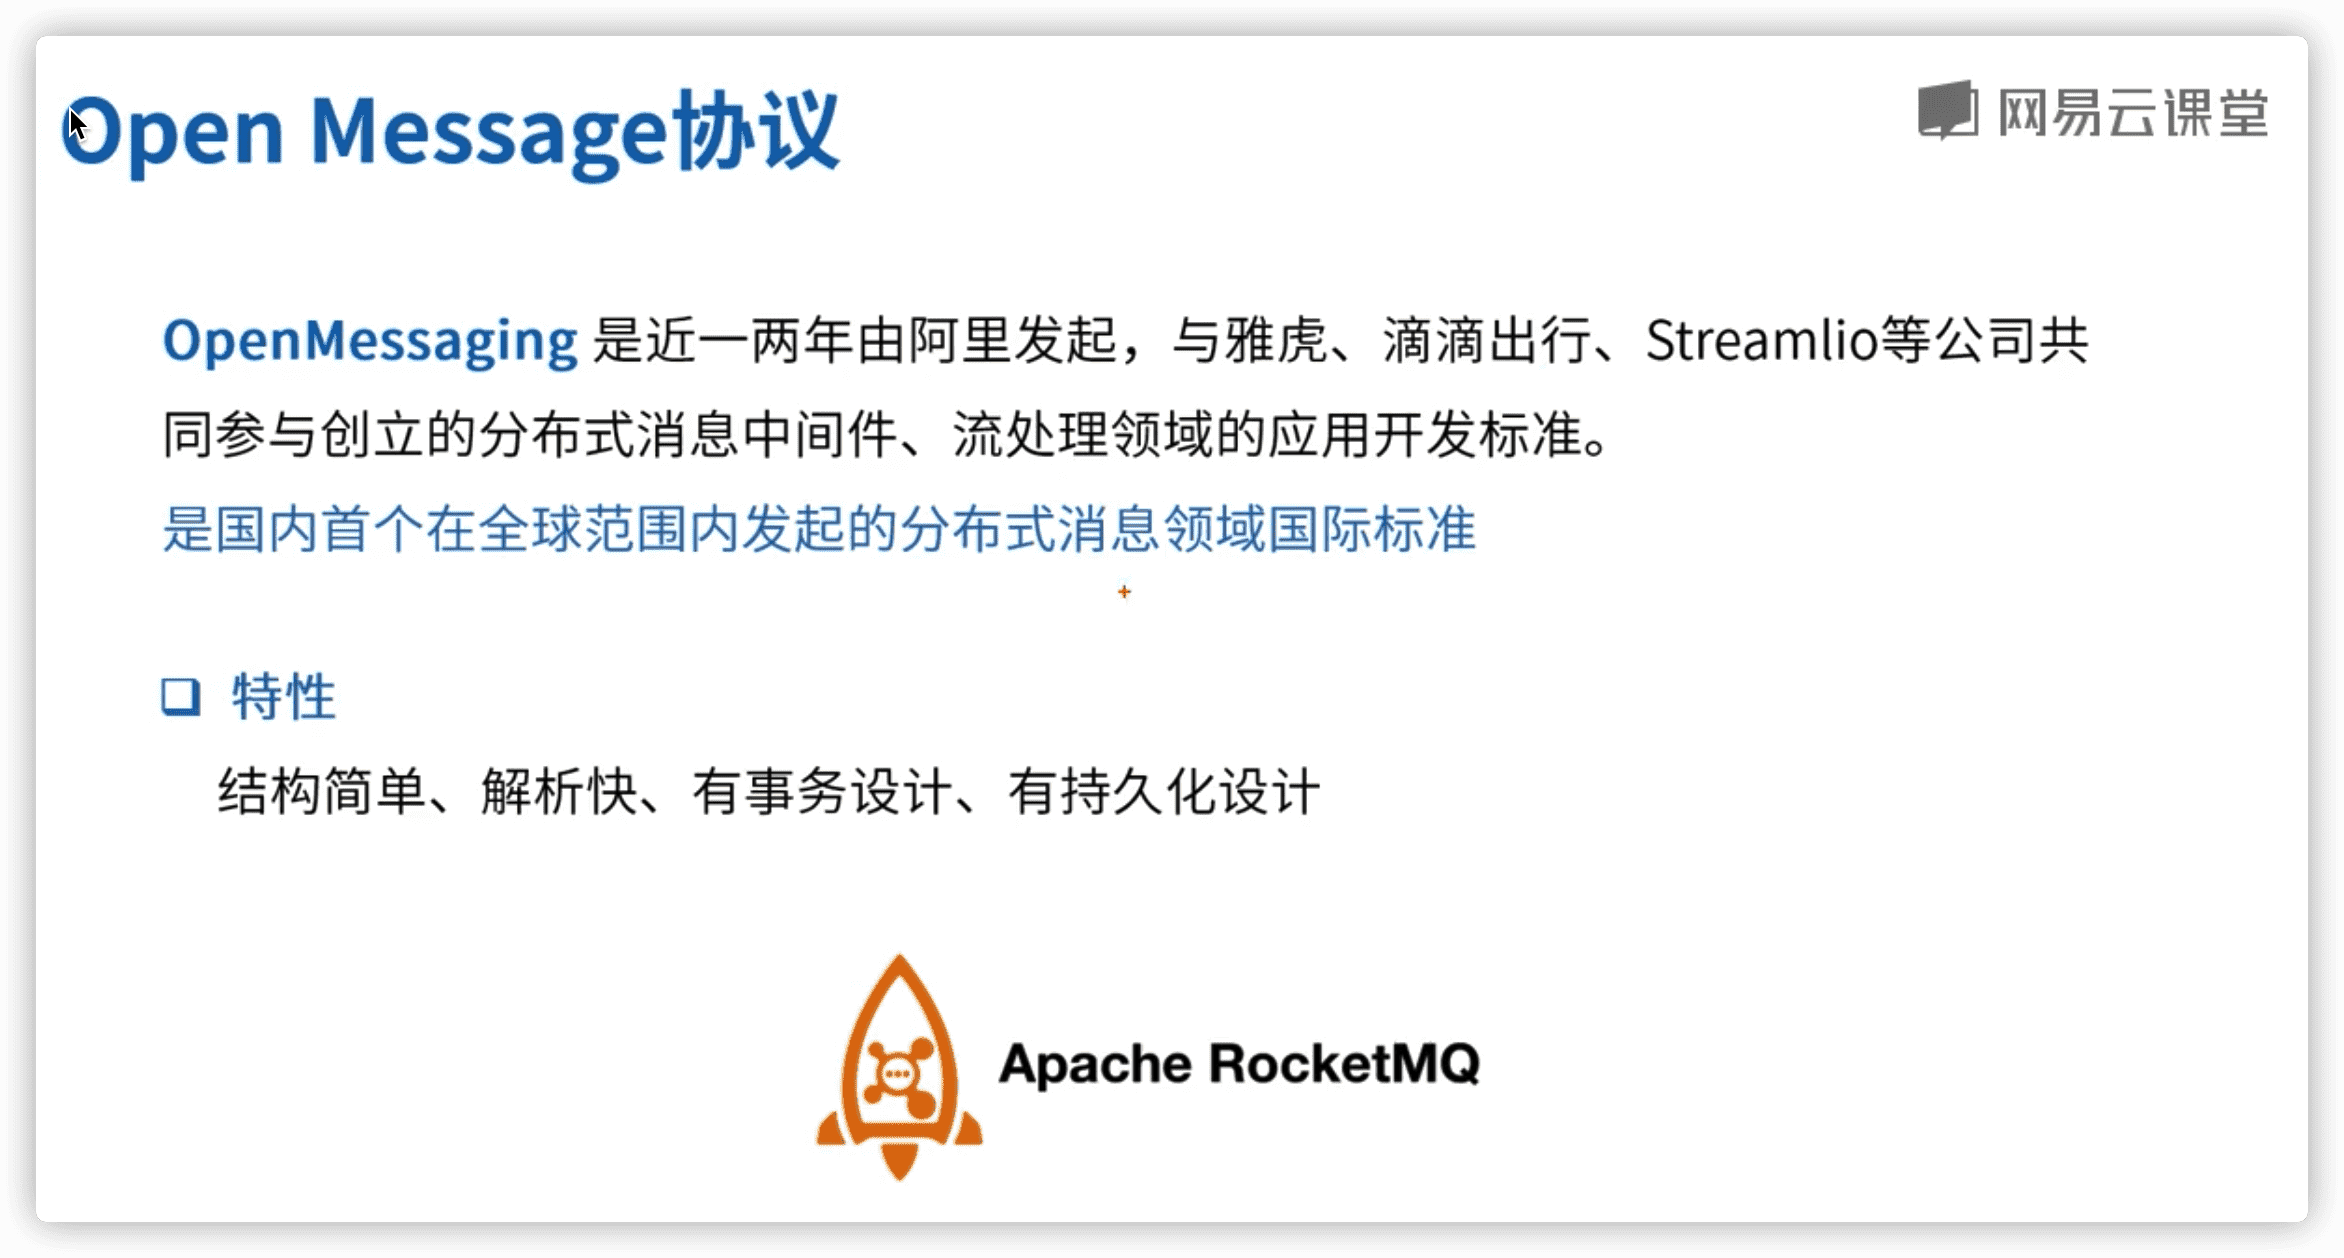 Open Message协议
网易云课堂
OpenMessaging 是近一两年由阿里发起，与雅虎、滴滴出行、Streamlio等公司共
同参与创立的分布式消息中间件、流处理领域的应用开发标准。
是国内首个在全球范围内发起的分布式消息领域国际标准
❑ 特性
结构简单、解析快、有事务设计、有持久化设计
Apache RocketMQ